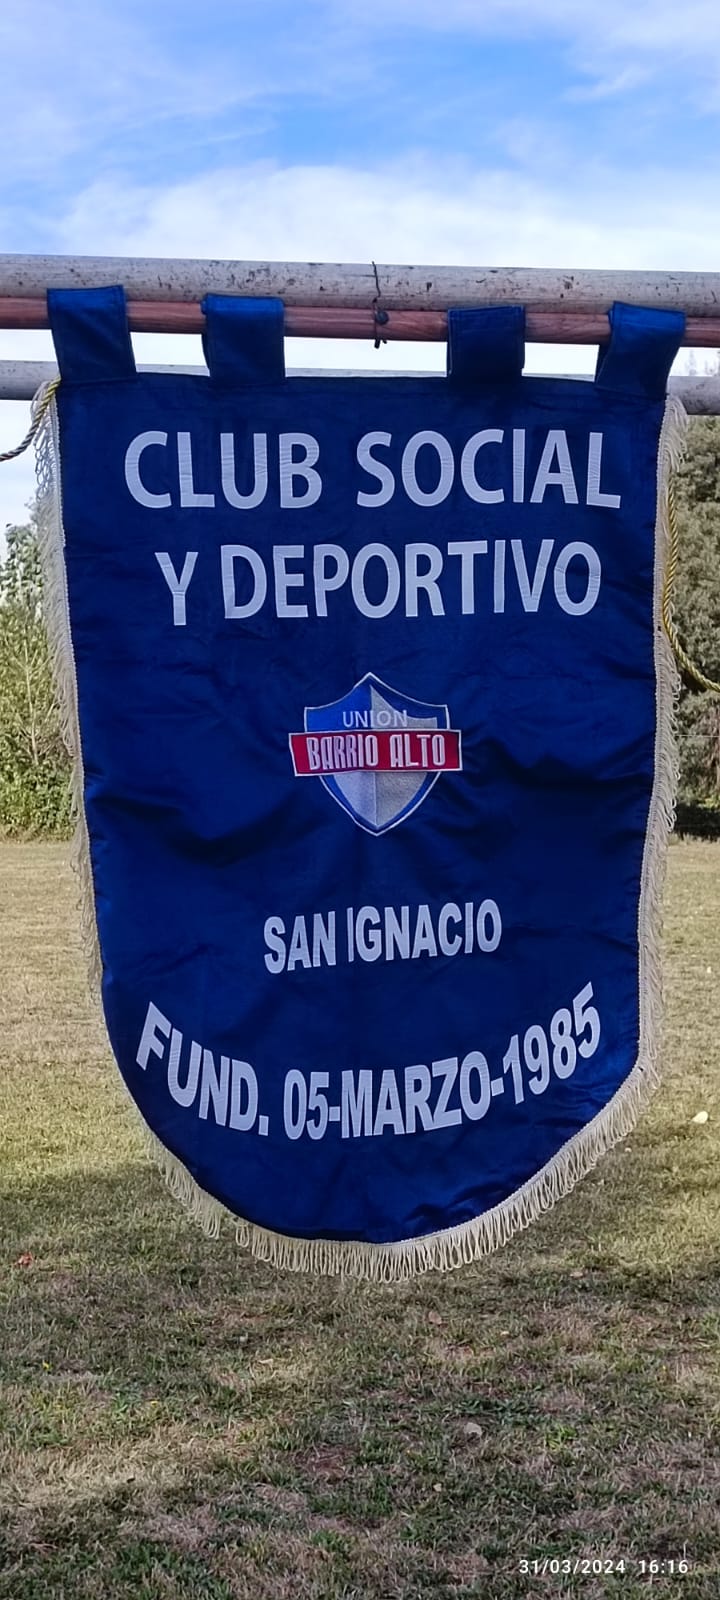 CLUB SOCIAL
Y DEPORTIVO
UNION
BARRIO ALTO
SAN IGNACIO
FUND. 05-MARZO-1985
31/03/2024 16:16